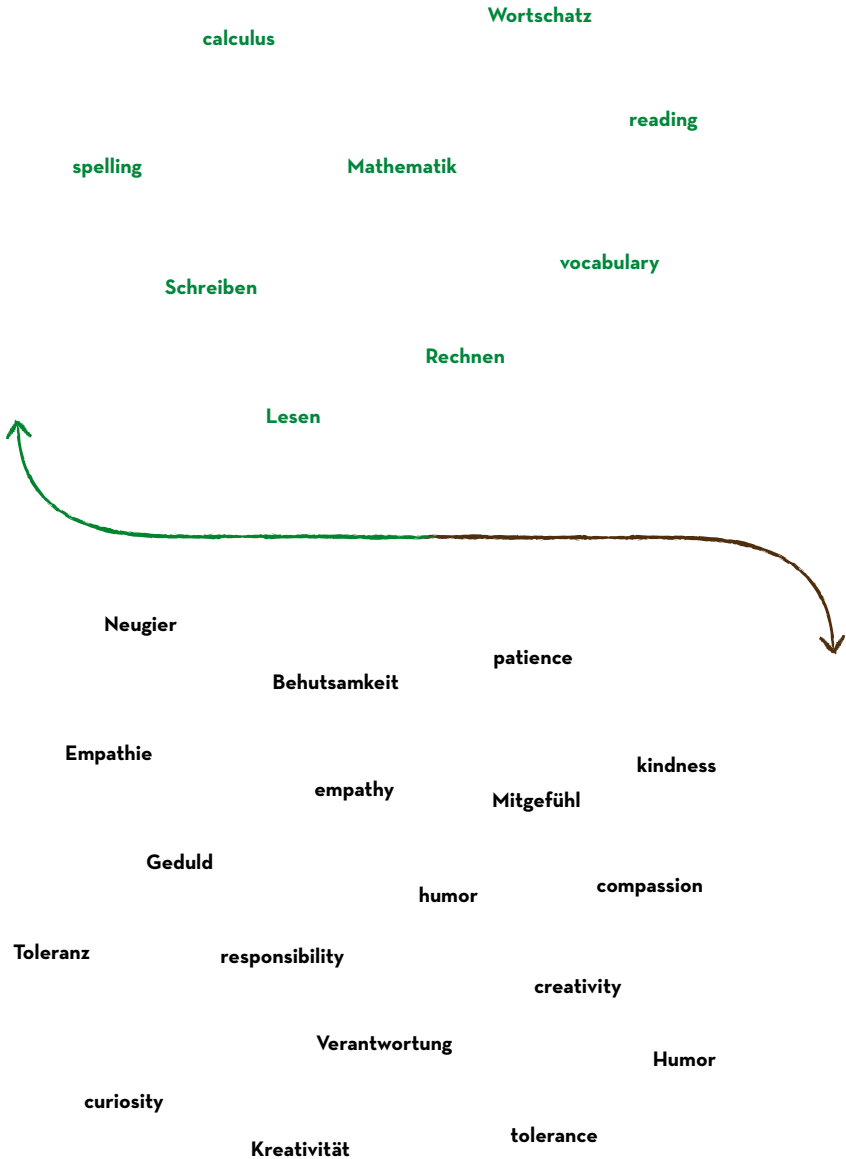 Wortschatz
calculus
reading
spelling
Mathematik
vocabulary
Schreiben
Rechnen
Lesen
Neugier
patience
Behutsamkeit
Empathie
kindness
empathy
Mitgefühl
Geduld
compassion
humor
Toleranz
responsibility
creativity
Verantwortung
Humor
curiosity
tolerance
Kreativität